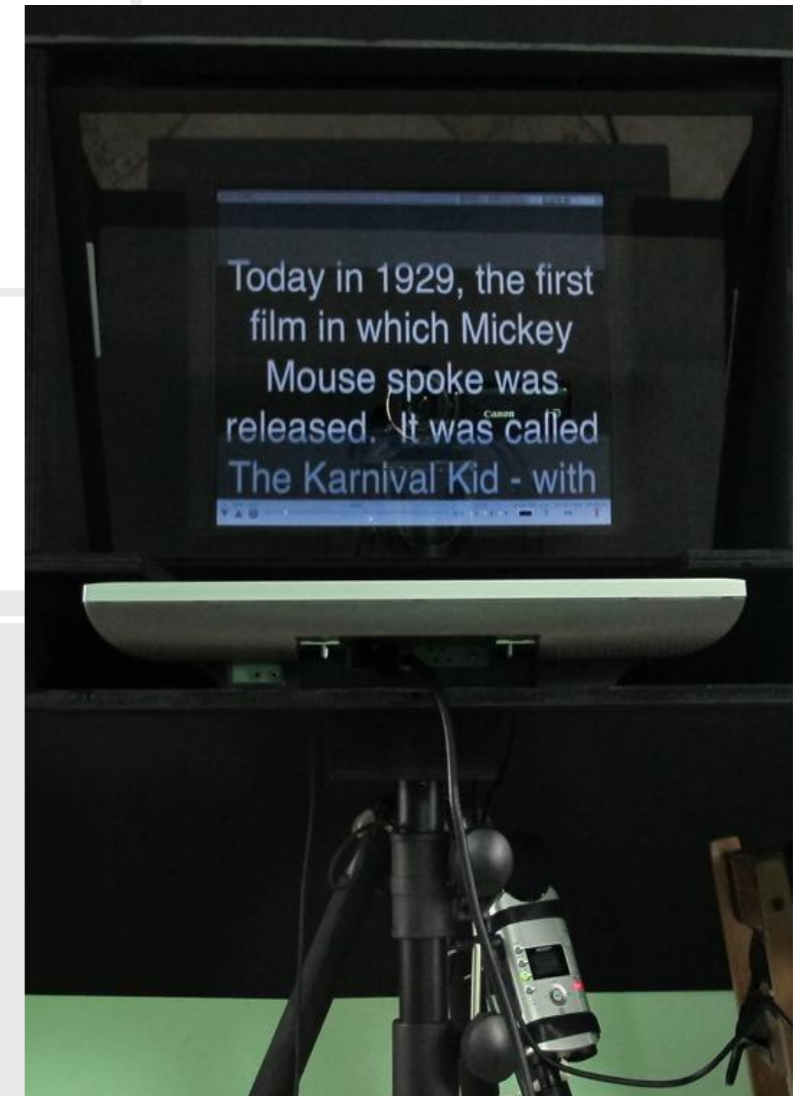 Today in 1929, the first
film in which Mickey
Mouse spoke was
released.  It was called
The Karnival Kid - with
Canon